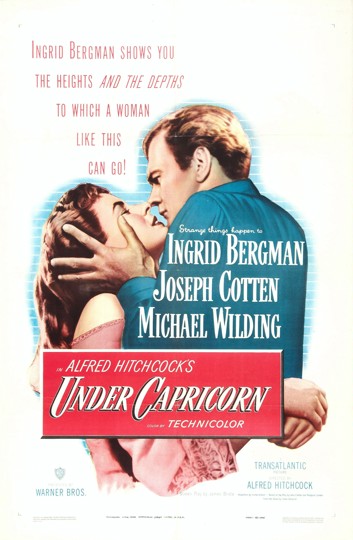 INGRID BERGMAN SHOWS YOU
THE HEIGHTS AND THE DEPTHS
TO WHICH A WOMAN
LIKE THIS
CAN GO!
Strange things happen to
INGRID BERGMAN
JOSEPH COTTEN
MICHAEL WILDING
IN ALFRED HITCHCOCK'S
UNDER CAPRICORN
COLOR BY TECHNICOLOR
WARNER BROS.
TRANSATLANTIC
ALFRED HITCHCOCK